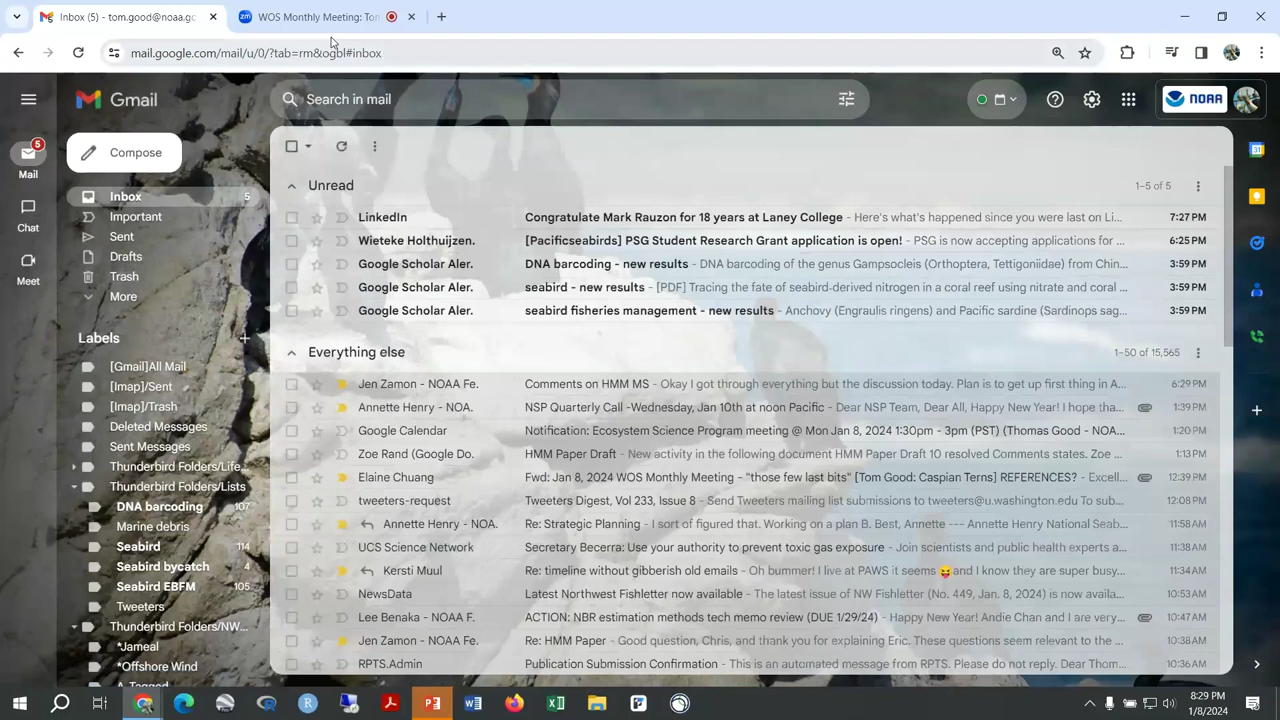 Inbox (5) - tom.good@noaa.gc
zm WOS Monthly Meeting: Ton
mail.google.com/mail/u/0/?tab=rm&ogbl#inbox
Gmail
Search in mail
NOAA
5
Compose
Mail
Inbox 5
Unread
1–5 of 5
Chat
Important
Sent
Drafts
Meet
Trash
More
LinkedIn Congratulate Mark Rauzon for 18 years at Laney College - Here's what's happened since you were last on Li... 7:27 PM
Wieteke Holthuijzen. [Pacificseabirds] PSG Student Research Grant application is open! - PSG is now accepting applications for ... 6:25 PM
Google Scholar Aler. DNA barcoding - new results - DNA barcoding of the genus Gampsocleis (Orthoptera, Tettigoniidae) from Chin... 3:59 PM
Google Scholar Aler. seabird - new results - [PDF] Tracing the fate of seabird-derived nitrogen in a coral reef using nitrate and coral ... 3:59 PM
Google Scholar Aler. seabird fisheries management - new results - Anchovy (Engraulis ringens) and Pacific sardine (Sardinops sag... 3:59 PM
Labels
Everything else
1–50 of 15,565
[Gmail]All Mail
[Imap]/Sent
[Imap]/Trash
Deleted Messages
Sent Messages
Thunderbird Folders/Life...
Thunderbird Folders/Lists
DNA barcoding 107
Marine debris
Seabird 114
Seabird bycatch 4
Seabird EBFM 105
Tweeters
Thunderbird Folders/NW...
*Jameal
*Offshore Wind
A_Tagged
Jen Zamon - NOAA Fe. Comments on HMM MS - Okay I got through everything but the discussion today. Plan is to get up first thing in A... 6:29 PM
Annette Henry - NOA. NSP Quarterly Call -Wednesday, Jan 10th at noon Pacific - Dear NSP Team, Dear All, Happy New Year! I hope tha... 1:39 PM
Google Calendar Notification: Ecosystem Science Program meeting @ Mon Jan 8, 2024 1:30pm - 3pm (PST) (Thomas Good - NOA... 1:20 PM
Zoe Rand (Google Do. HMM Paper Draft - New activity in the following document HMM Paper Draft 10 resolved Comments states. Zoe ... 1:13 PM
Elaine Chuang Fwd: Jan 8, 2024 WOS Monthly Meeting - "those few last bits" [Tom Good: Caspian Terns] REFERENCES? - Excell... 12:39 PM
tweeters-request Tweeters Digest, Vol 233, Issue 8 - Send Tweeters mailing list submissions to tweeters@u.washington.edu To sub... 12:08 PM
Annette Henry - NOA. Re: Strategic Planning - I sort of figured that. Working on plan B. Best, Annette --- Annette Henry National Seab... 11:58 AM
UCS Science Network Secretary Becerra: Use your authority to prevent toxic gas exposure - Join scientists and public health experts a... 11:38 AM
Kersti Muul Re: timeline without gibberish old emails - Oh bummer! I live at PAWS it seems 😝and I know they are super busy... 11:34 AM
NewsData Latest Northwest Fishletter now available - The latest issue of NW Fishletter (No. 449, Jan. 8, 2024) is now availa... 10:53 AM
Lee Benaka - NOAA F. ACTION: NBR estimation methods tech memo review (DUE 1/29/24) - Happy New Year! Andie Chan and I are very... 10:47 AM
Jen Zamon - NOAA Fe. Re: HMM Paper - Good question, Chris, and thank you for explaining Eric. These questions seem relevant to the ... 10:38 AM
RPTS.Admin Publication Submission Confirmation - This is an automated message from RPTS. Please do not reply. Dear Thom... 10:36 AM
8:29 PM
1/8/2024